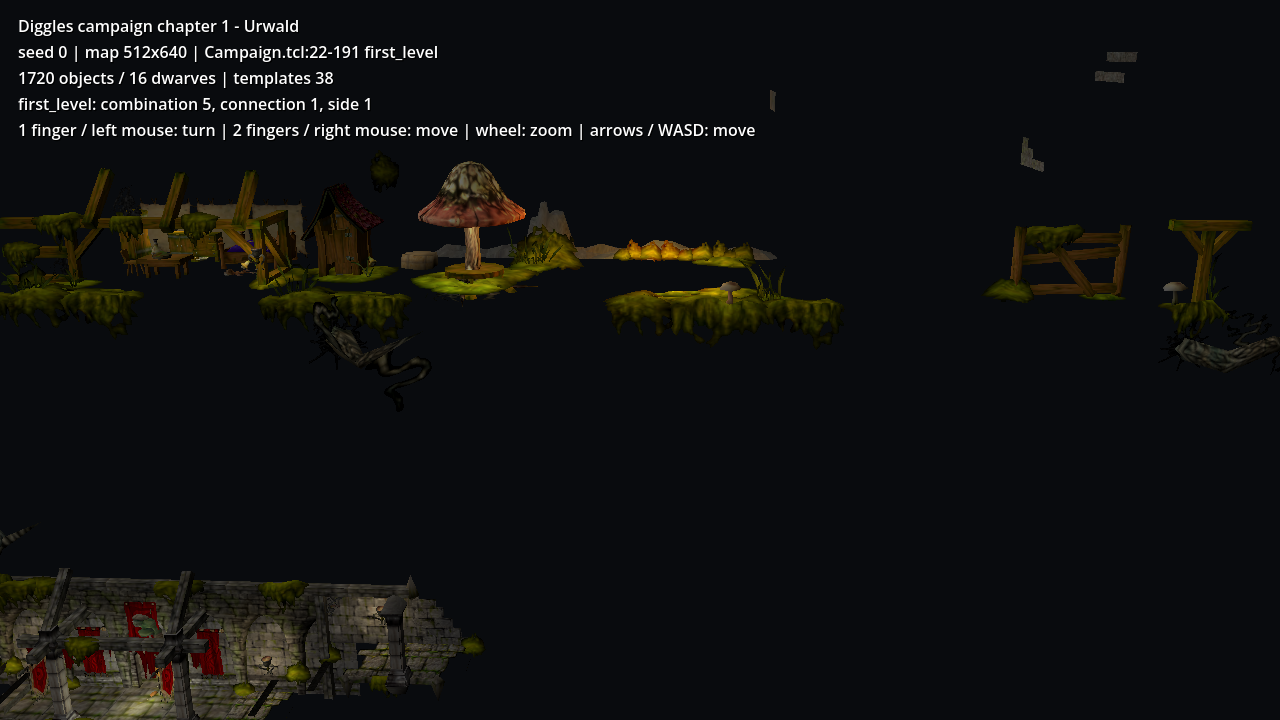 Diggles campaign chapter 1 - Urwald
seed 0 | map 512x640 | Campaign.tcl:22-191 first_level
1720 objects / 16 dwarves | templates 38
first_level: combination 5, connection 1, side 1
1 finger / left mouse: turn | 2 fingers / right mouse: move | wheel: zoom | arrows / WASD: move